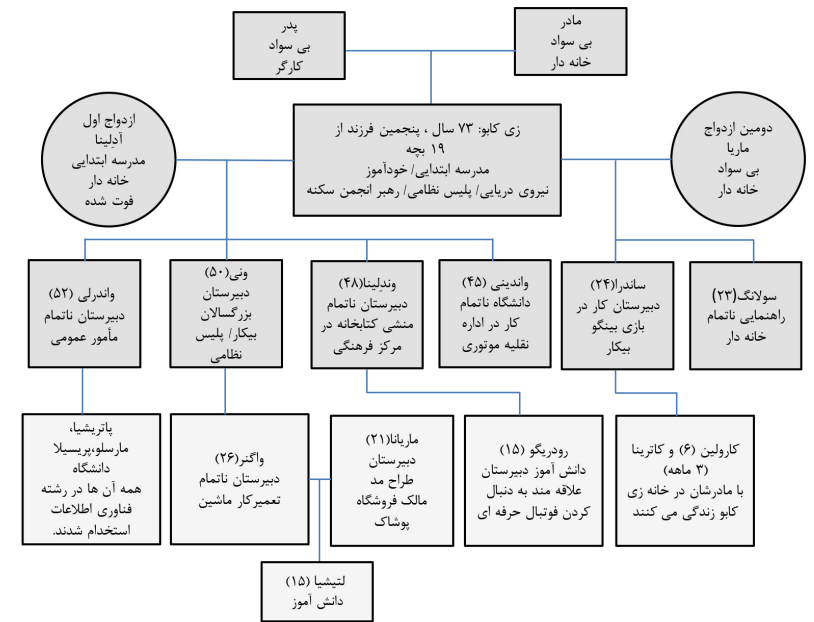 پدر
بی سواد
کارگر
مادر
بی سواد
خانه دار
ازدواج اول
آدِلینا
مدرسه ابتدایی
خانه دار
فوت شده
زی کابو: ۷۳ سال ، پنجمین فرزند از
۱۹ بچه
مدرسه ابتدایی/ خودآموز
نیروی دریایی/ پلیس نظامی/ رهبر انجمن سکنه
دومین ازدواج
ماریا
بی سواد
خانه دار
واندرلی (۵۲)
دبیرستان ناتمام
مأمور عمومی
ونی(۵۰)
دبیرستان
بزرگسالان
بیکار/ پلیس
نظامی
وندلِینا(۴۸)
دبیرستان ناتمام
منشی کتابخانه در
مرکز فرهنگی
واندینی (۴۵)
دانشگاه ناتمام
کار در اداره
نقلیه موتوری
ساندرا(۲۴)
دبیرستان کار در
بازی بینگو
بیکار
سولانگ(۲۳)
راهنمایی ناتمام
خانه دار
پاتریشیا،
مارسلو،پریسیلا
دانشگاه
همه آن ها در رشته
فناوری اطلاعات
استخدام شدند.
واگنر(۲۶)
دبیرستان ناتمام
تعمیرکار ماشین
ماریانا(۲۱)
دبیرستان
طراح مد
مالک فروشگاه
پوشاک
رودریگو (۱۵)
دانش آموز دبیرستان
علاقه مند به دنبال
کردن فوتبال حرفه ای
کارولین (۶) و کاترینا
(۳ ماهه)
با مادرشان در خانه زی
کابو زندگی می کنند
لتیشیا (۱۵)
دانش آموز